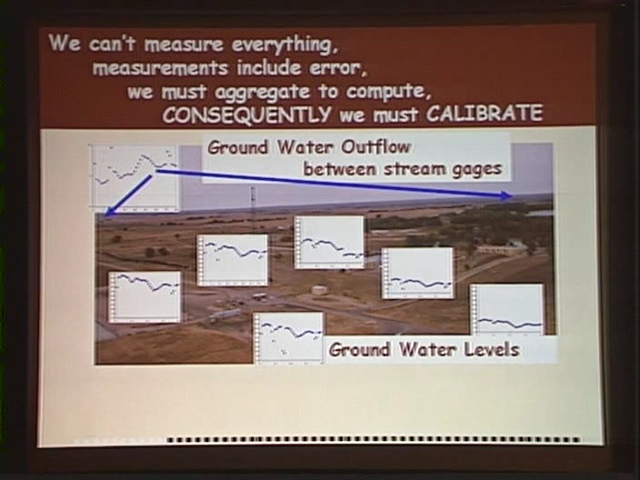 We can't measure everything,
measurements include error,
we must aggregate to compute,
CONSEQUENTLY we must CALIBRATE
Ground Water Outflow
between stream gages
Ground Water Levels